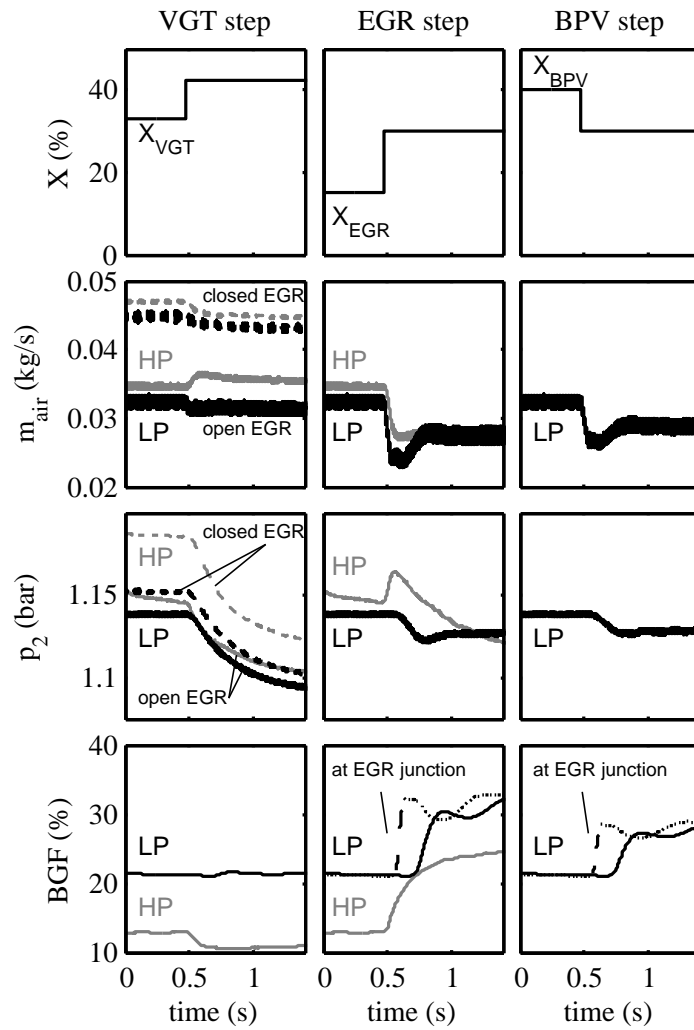 VGT step EGR step BPV step
X (%)
40
20
0
X_VGT
X_EGR
X_BPV
m_air (kg/s)
0.05
0.04
0.03
0.02
closed EGR
HP
LP
open EGR
HP
LP
LP
p_2 (bar)
1.15
1.1
closed EGR
HP
LP
open EGR
HP
LP
LP
BGF (%)
40
30
20
10
LP
HP
at EGR junction
LP
HP
at EGR junction
LP
0 0.5 1 0 0.5 1 0 0.5 1
time (s) time (s) time (s)